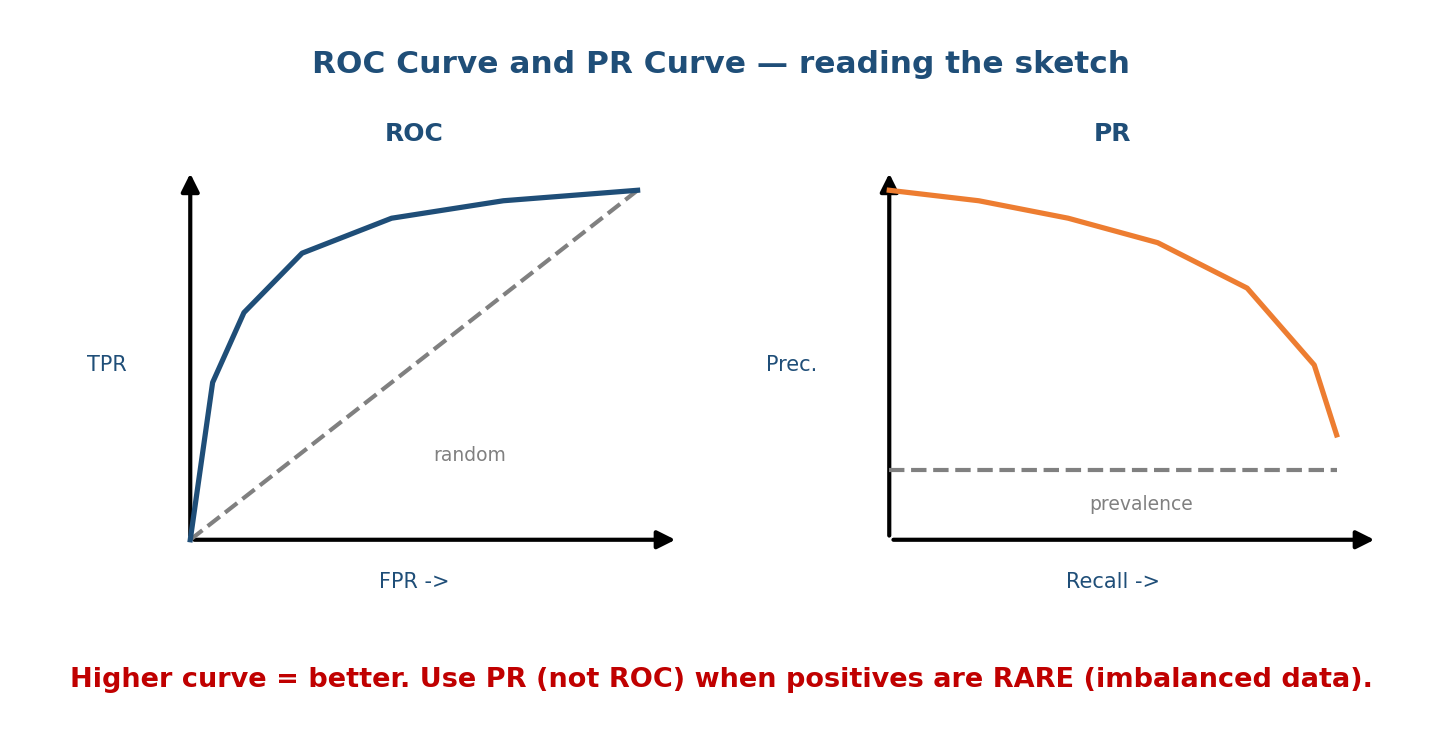 ROC Curve and PR Curve — reading the sketch
ROC
TPR
random
FPR ->
PR
Prec.
prevalence
Recall ->
Higher curve = better. Use PR (not ROC) when positives are RARE (imbalanced data).